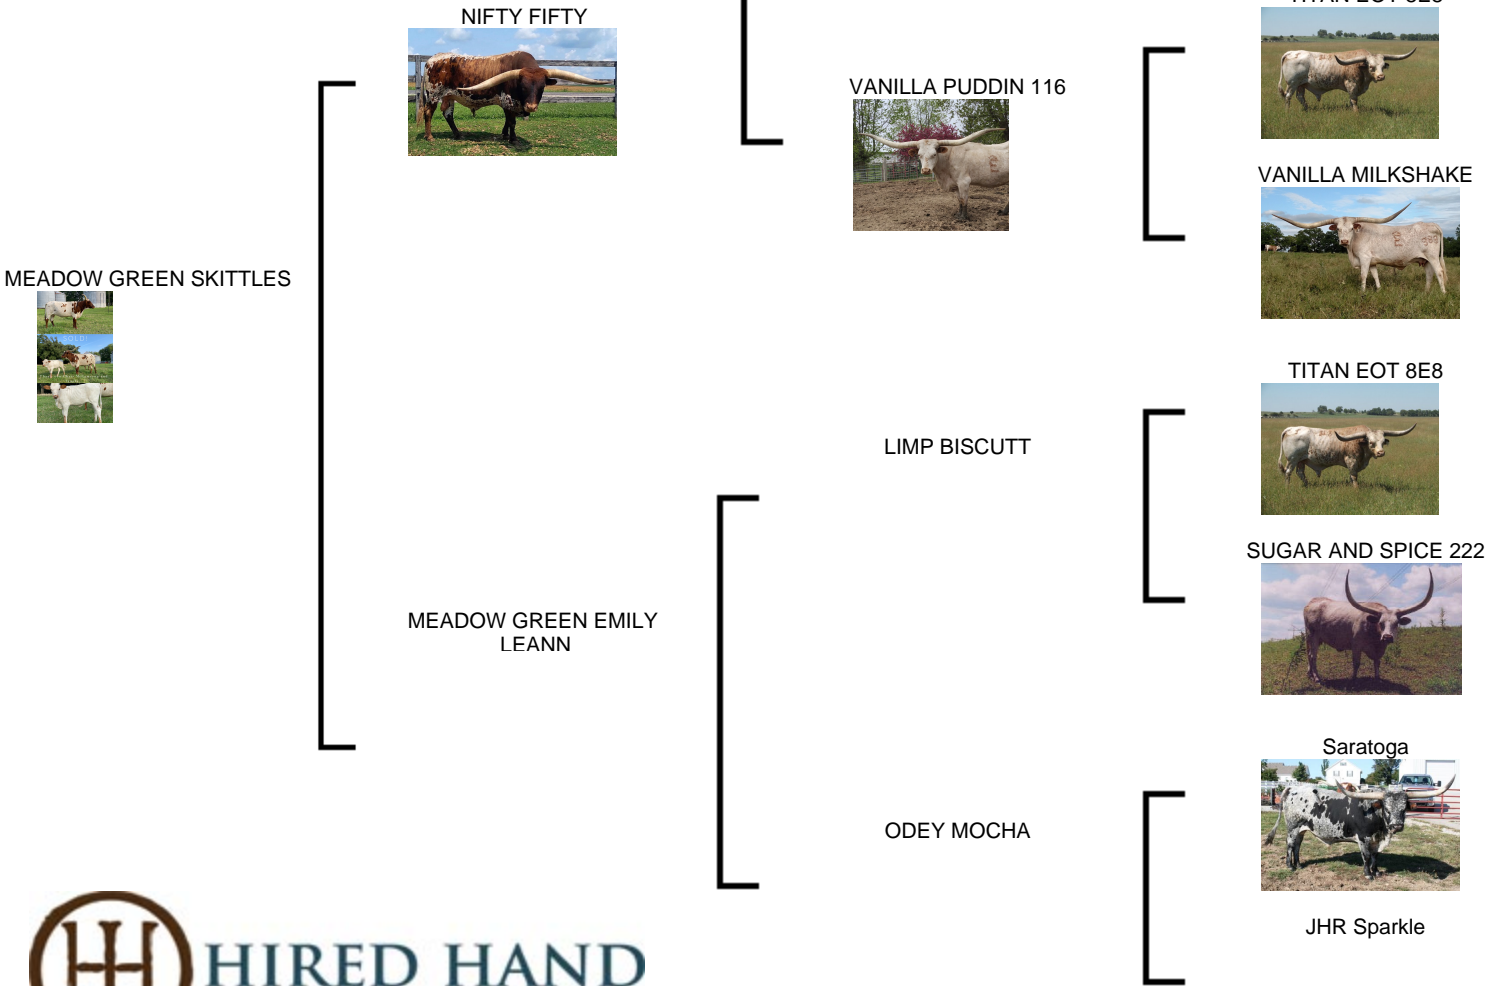 NIFTY FIFTY
VANILLA PUDDIN 116
VANILLA MILKSHAKE
MEADOW GREEN SKITTLES
SOLD!
TITAN EOT 8E8
LIMP BISCUTT
SUGAR AND SPICE 222
MEADOW GREEN EMILY
LEANN
Saratoga
ODEY MOCHA
JHR Sparkle
HIRED HAND